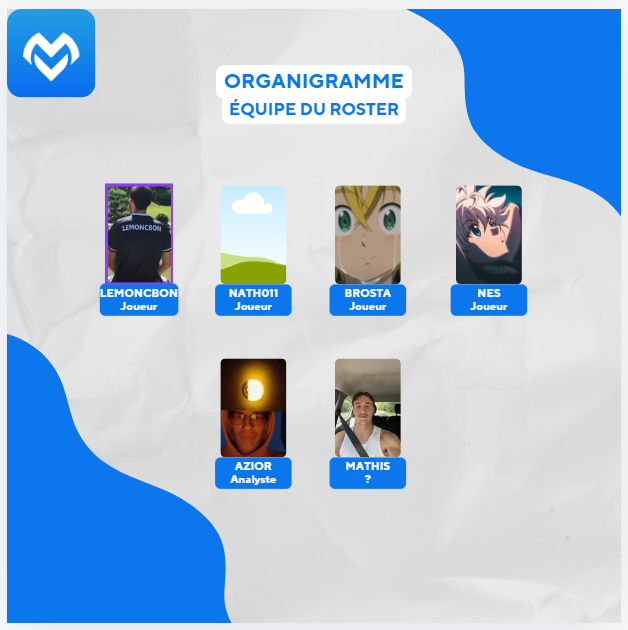 ORGANIGRAMME
ÉQUIPE DU ROSTER
LEMONCBON
LEMONCBON
Joueur
NATH011
Joueur
BROSTA
Joueur
NES
Joueur
AZIOR
Analyste
MATHIS
?